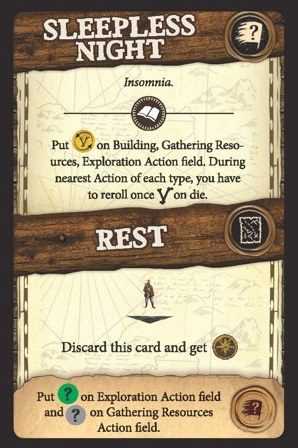 SLEEPLESS
NIGHT
?
Insomnia.
Put on Building, Gathering Reso-
urces, Exploration Action field. During
nearest Action of each type, you have
to reroll once on die.
REST
Discard this card and get
Put ? on Exploration Action field
and ? on Gathering Resources
Action field.
?